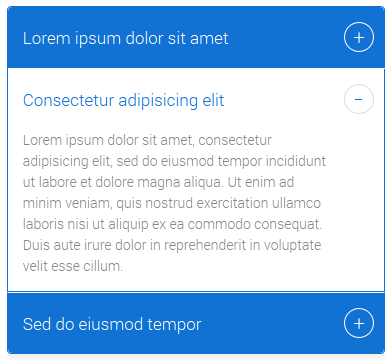 Lorem ipsum dolor sit amet
Consectetur adipisicing elit
Lorem ipsum dolor sit amet, consectetur
adipisicing elit, sed do eiusmod tempor incididunt
ut labore et dolore magna aliqua. Ut enim ad
minim veniam, quis nostrud exercitation ullamco
laboris nisi ut aliquip ex ea commodo consequat.
Duis aute irure dolor in reprehenderit in voluptate
velit esse cillum.
Sed do eiusmod tempor